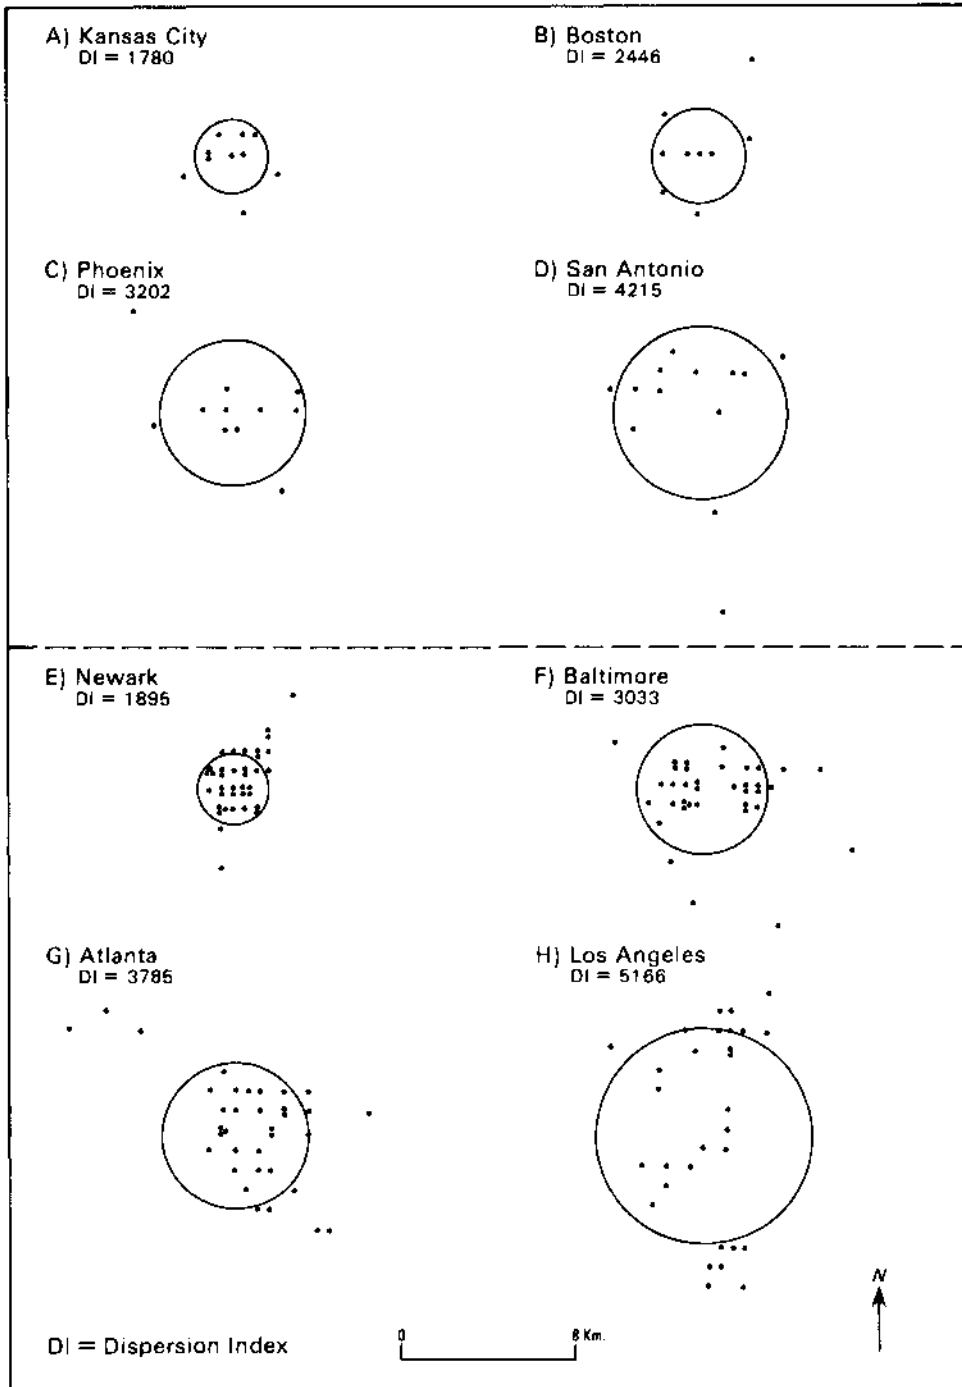 A) Kansas City
DI = 1780
B) Boston
DI = 2446
C) Phoenix
DI = 3202
D) San Antonio
DI = 4215
E) Newark
DI = 1895
F) Baltimore
DI = 3033
G) Atlanta
DI = 3785
H) Los Angeles
DI = 5166
DI = Dispersion Index
0 8 Km.
N